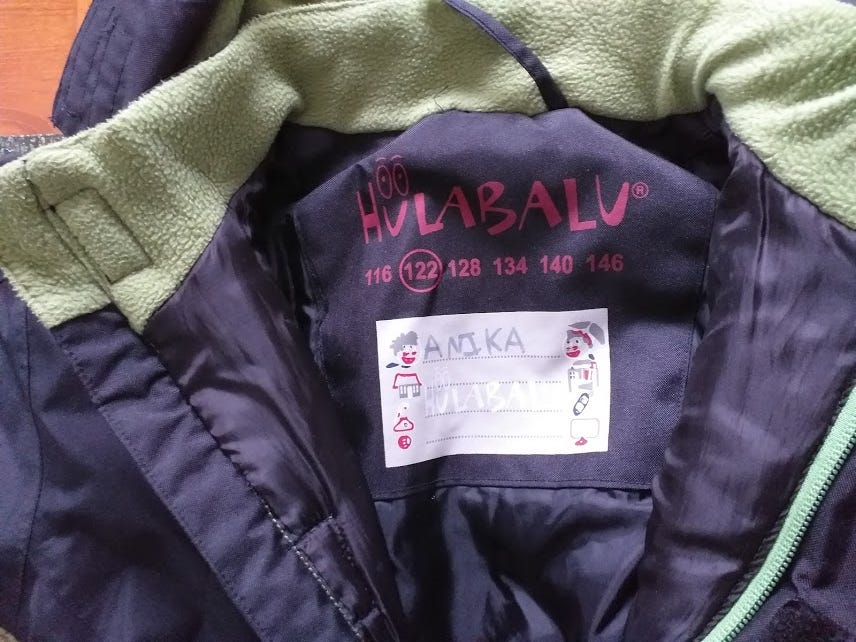 HULABALU®
116 122 128 134 140 146
ANIKA
HULABALU